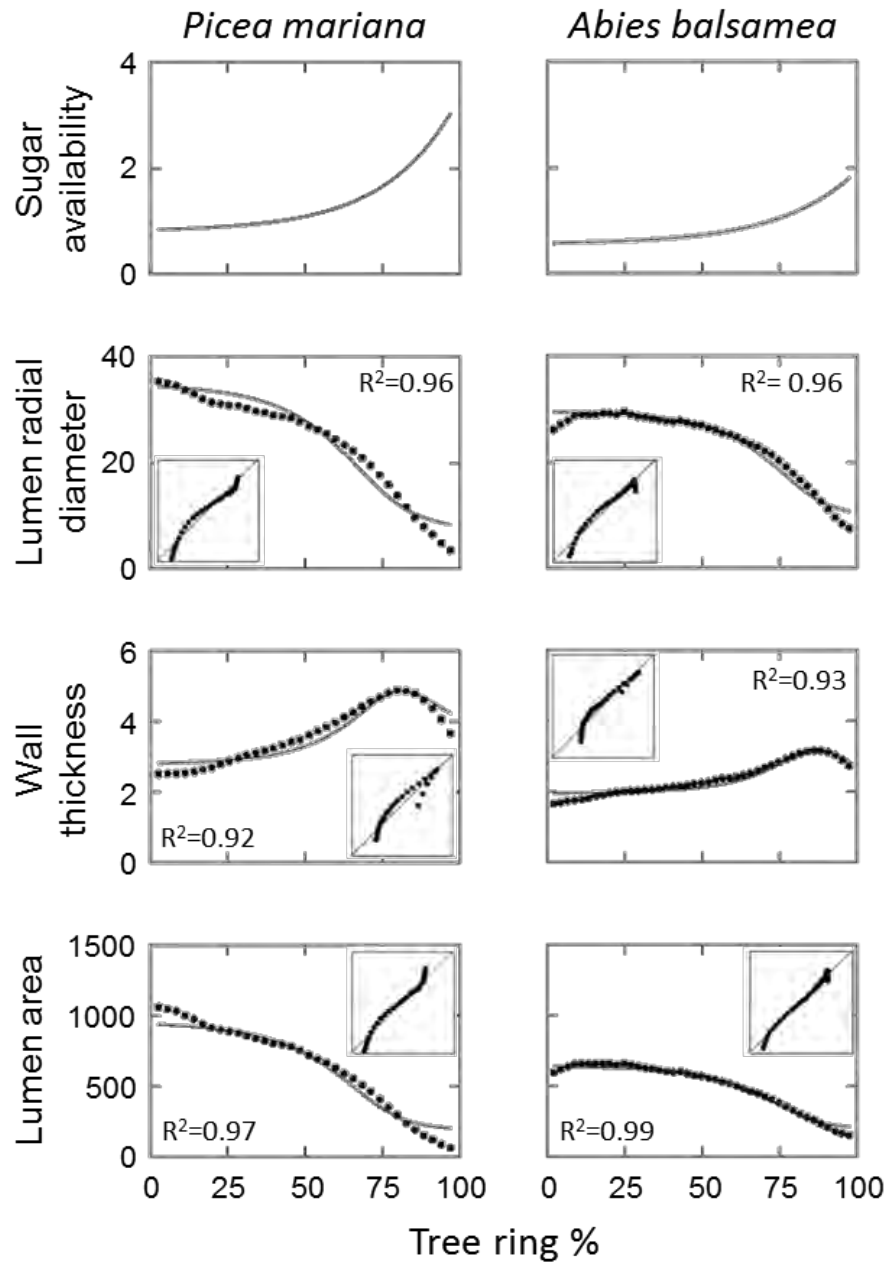 Picea mariana
Abies balsamea
Sugar
availability
4
2
0
Lumen radial
diameter
40
20
0
R²=0.96
R²= 0.96
Wall
thickness
6
4
2
0
R²=0.92
R²=0.93
Lumen area
1500
1000
500
0
R²=0.97
R²=0.99
0 25 50 75 100
0 25 50 75 100
Tree ring %